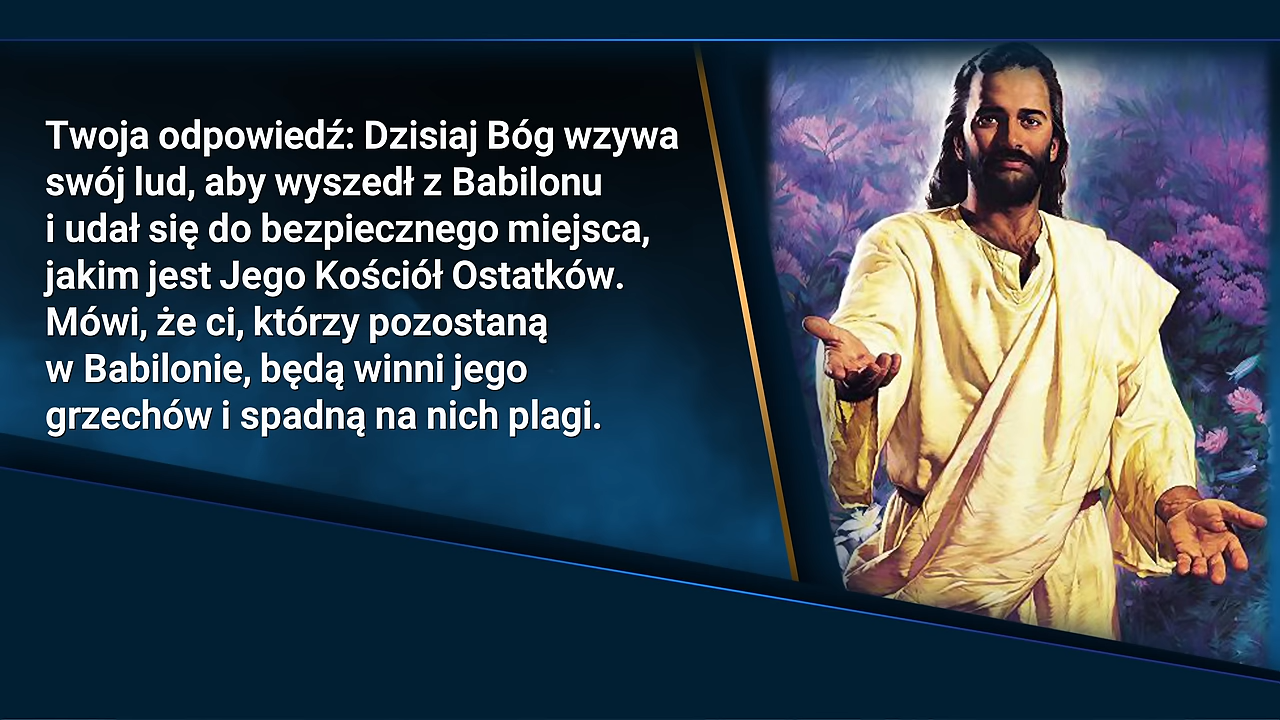 Twoja odpowiedź: Dzisiaj Bóg wzywa
swój lud, aby wyszedł z Babilonu
i udał się do bezpiecznego miejsca,
jakim jest Jego Kościół Ostatków.
Mówi, że ci, którzy pozostaną
w Babilonie, będą winni jego
grzechów i spadną na nich plagi.